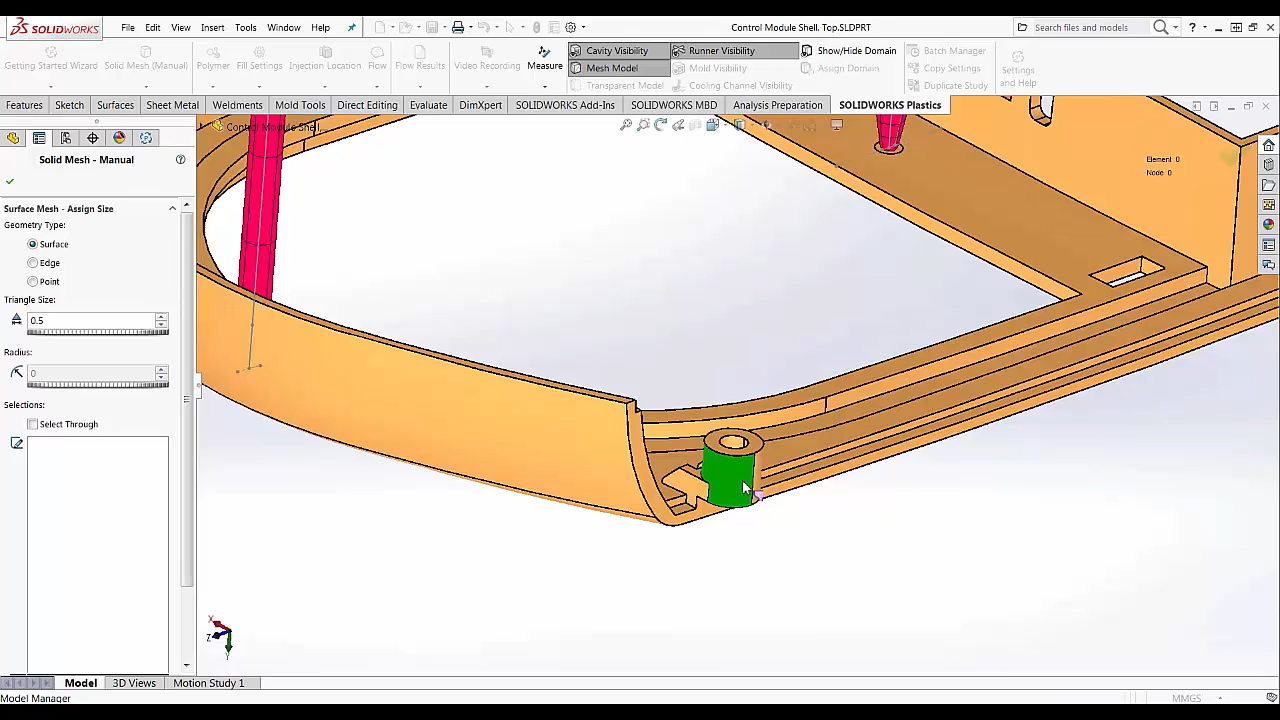 SOLIDWORKS
File
Edit
View
Insert
Tools
Window
Help
Control Module Shell, Top.SLDPRT
Search files and models
Getting Started Wizard
Solid Mesh (Manual)
Polymer
Fill Settings
Injection Location
Flow
Flow Results
Video Recording
Measure
Cavity Visibility
Runner Visibility
Show/Hide Domain
Batch Manager
Mesh Model
Mold Visibility
Assign Domain
Copy Settings
Transparent Model
Cooling Channel Visibility
Duplicate Study
Settings and Help
Features
Sketch
Surfaces
Sheet Metal
Weldments
Mold Tools
Direct Editing
Evaluate
DimXpert
SOLIDWORKS Add-Ins
SOLIDWORKS MBD
Analysis Preparation
SOLIDWORKS Plastics
Control Module Shell,
Solid Mesh - Manual
Element 0
Node 0
Surface Mesh - Assign Size
Geometry Type:
Surface
Edge
Point
Triangle Size:
0.5
Radius:
0
Selections:
Select Through
X
Z
Y
Model
3D Views
Motion Study 1
Model Manager
MMGS